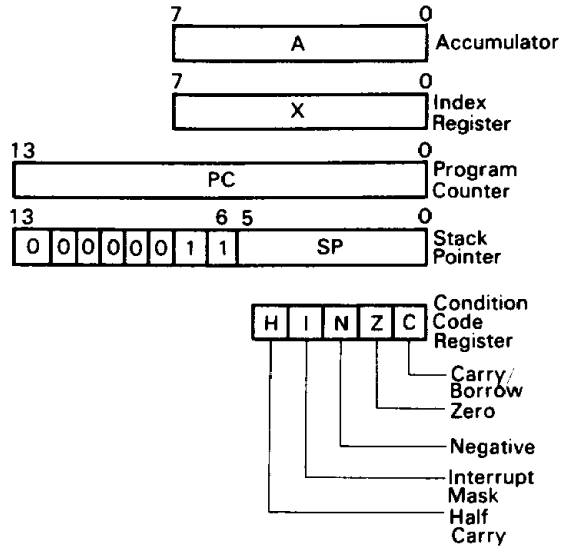 7 0
A Accumulator
7 0
X Index
Register
13 0
PC Program
Counter
13 6 5 0
0 0 0 0 0 0 1 1 SP Stack
Pointer
H I N Z C Condition
Code
Register
Carry/
Borrow
Zero
Negative
Interrupt
Mask
Half
Carry